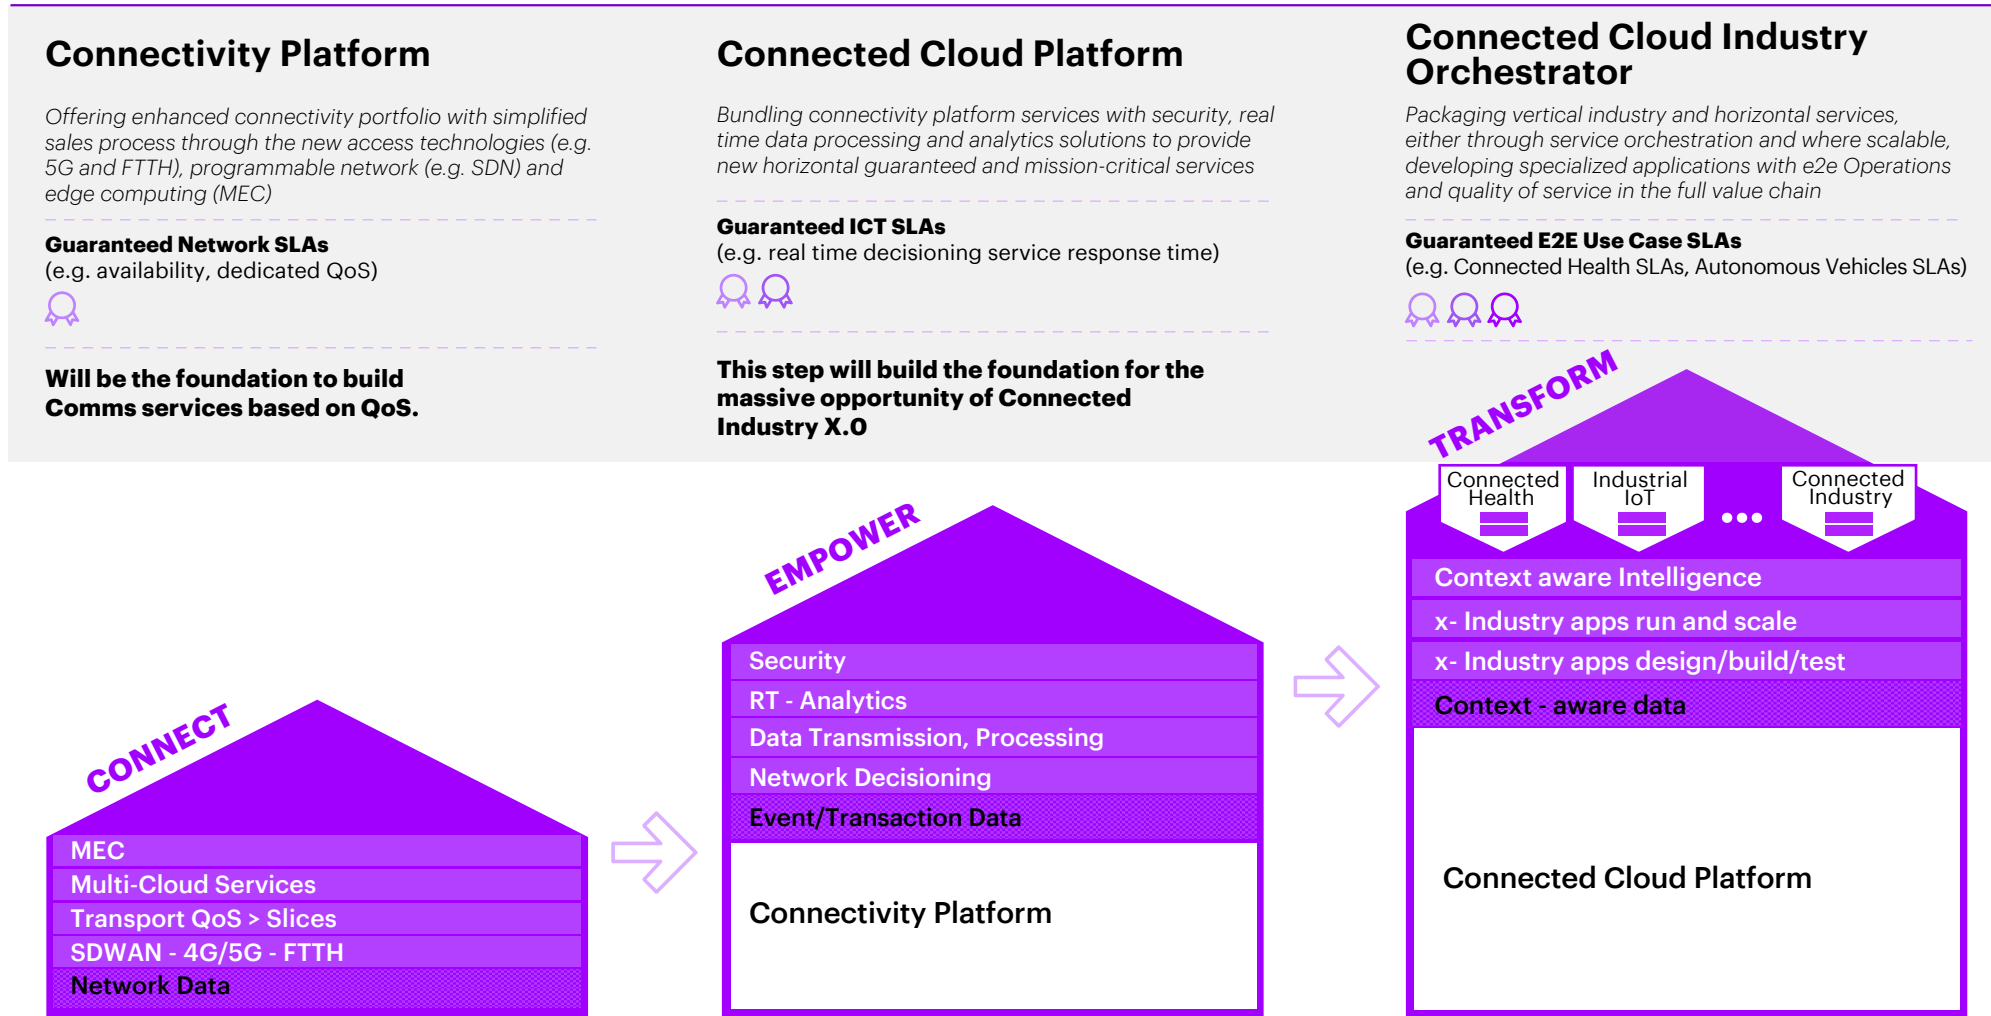 Connectivity Platform
Offering enhanced connectivity portfolio with simplified
sales process through the new access technologies (e.g.
5G and FTTH), programmable network (e.g. SDN) and
edge computing (MEC)
Guaranteed Network SLAs
(e.g. availability, dedicated QoS)
Will be the foundation to build
Comms services based on QoS.
Connected Cloud Platform
Bundling connectivity platform services with security, real
time data processing and analytics solutions to provide
new horizontal guaranteed and mission-critical services
Guaranteed ICT SLAs
(e.g. real time decisioning service response time)
This step will build the foundation for the
massive opportunity of Connected
Industry X.0
Connected Cloud Industry
Orchestrator
Packaging vertical industry and horizontal services,
either through service orchestration and where scalable,
developing specialized applications with e2e Operations
and quality of service in the full value chain
Guaranteed E2E Use Case SLAs
(e.g. Connected Health SLAs, Autonomous Vehicles SLAs)
CONNECT
MEC
Multi-Cloud Services
Transport QoS > Slices
SDWAN - 4G/5G - FTTH
Network Data
EMPOWER
Security
RT - Analytics
Data Transmission, Processing
Network Decisioning
Event/Transaction Data
Connectivity Platform
TRANSFORM
Connected
Health
Industrial
IoT
...
Connected
Industry
Context aware Intelligence
x- Industry apps run and scale
x- Industry apps design/build/test
Context - aware data
Connected Cloud Platform